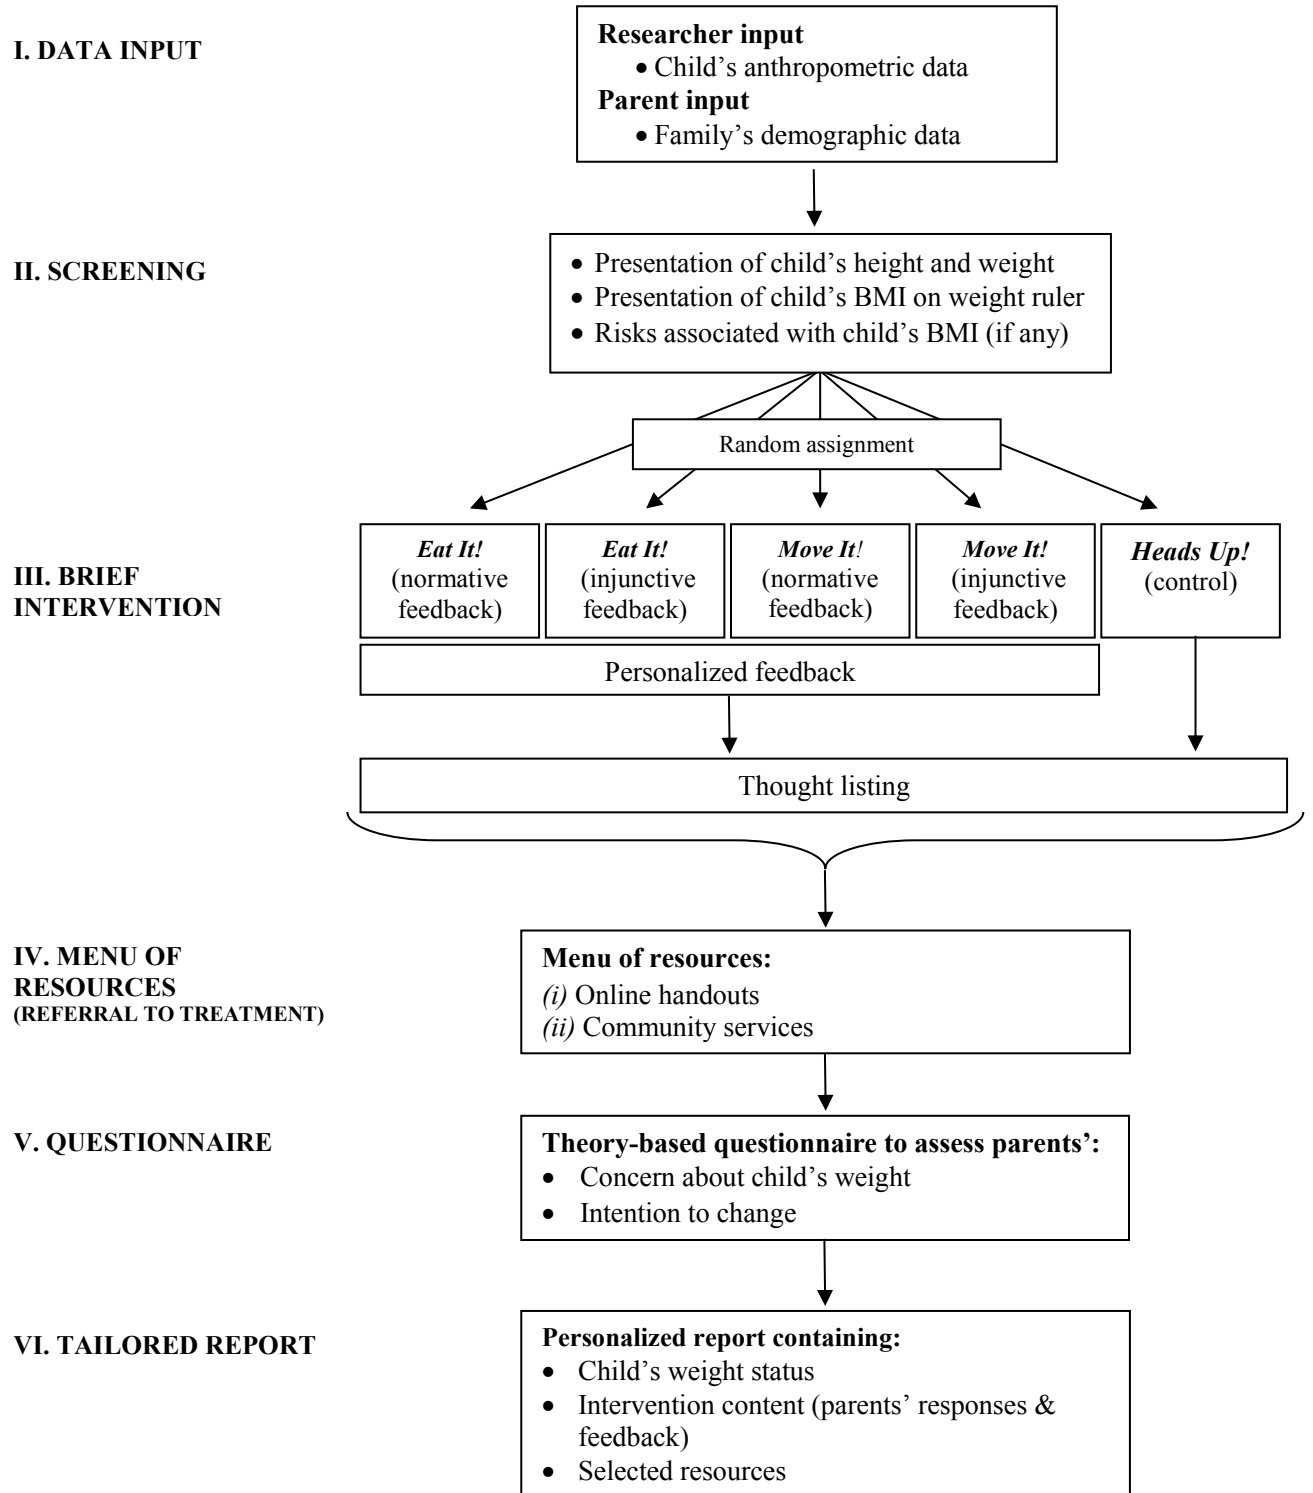 I. DATA INPUT
Researcher input
• Child’s anthropometric data
Parent input
• Family’s demographic data
II. SCREENING
• Presentation of child’s height and weight
• Presentation of child’s BMI on weight ruler
• Risks associated with child’s BMI (if any)
Random assignment
III. BRIEF
INTERVENTION
Eat It!
(normative
feedback)
Eat It!
(injunctive
feedback)
Move It!
(normative
feedback)
Move It!
(injunctive
feedback)
Heads Up!
(control)
Personalized feedback
Thought listing
IV. MENU OF
RESOURCES
(REFERRAL TO TREATMENT)
Menu of resources:
(i) Online handouts
(ii) Community services
V. QUESTIONNAIRE
Theory-based questionnaire to assess parents’:
• Concern about child’s weight
• Intention to change
VI. TAILORED REPORT
Personalized report containing:
• Child’s weight status
• Intervention content (parents’ responses &
feedback)
• Selected resources